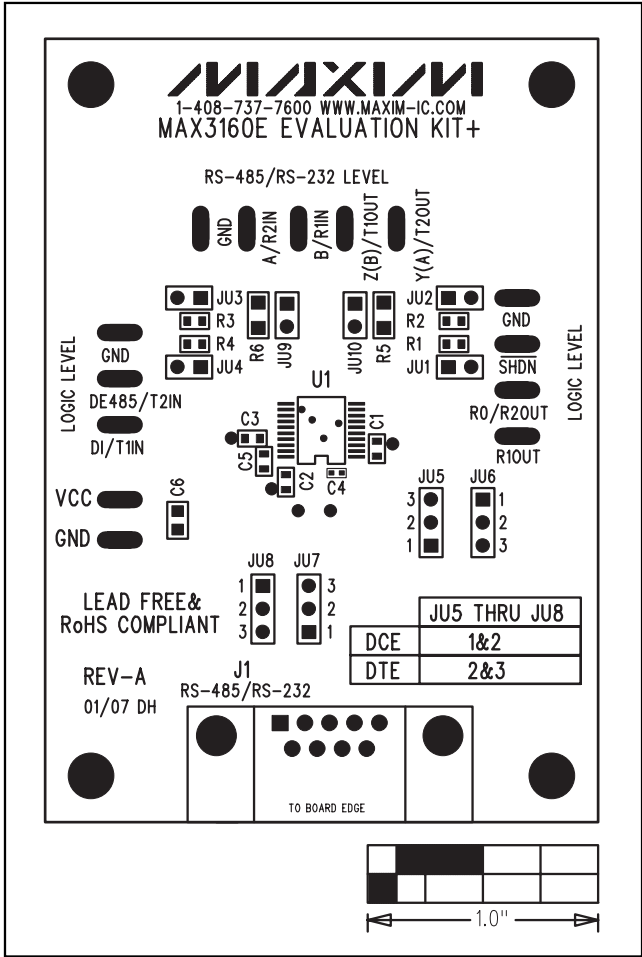 MAXIM
1-408-737-7600 WWW.MAXIM-IC.COM
MAX3160E EVALUATION KIT+
RS-485/RS-232 LEVEL
GND
A/R2IN
B/R1IN
Z(B)/T1OUT
Y(A)/T2OUT
JU3
R3
R4
JU4
R6
JU9
JU10
R5
JU2
R2
R1
JU1
GND
SHDN
RO/R2OUT
R1OUT
LOGIC LEVEL
LOGIC LEVEL
GND
DE485/T2IN
DI/T1IN
U1
C3
C5
C2
C4
C1
VCC
GND
C6
JU5
3
2
1
JU6
1
2
3
JU8
1
2
3
JU7
3
2
1
LEAD FREE&
RoHS COMPLIANT
JU5 THRU JU8
DCE 1&2
DTE 2&3
REV-A
01/07 DH
J1
RS-485/RS-232
TO BOARD EDGE
1.0"